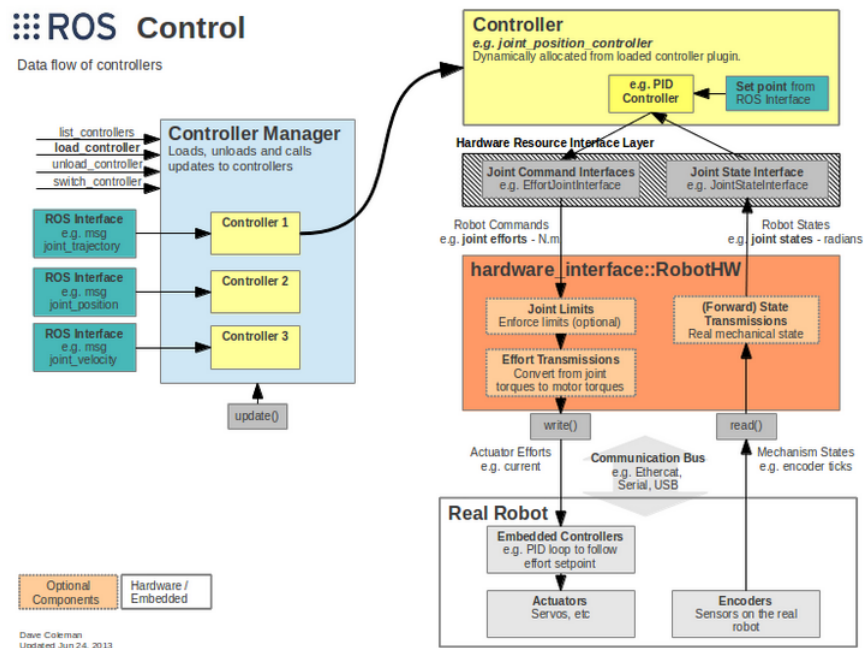 ROS Control
Data flow of controllers
list_controllers
load_controller
unload_controller
switch_controller
Controller Manager
Loads, unloads and calls
updates to controllers
ROS Interface
e.g. msg
joint_trajectory
Controller 1
ROS Interface
e.g. msg
joint_position
Controller 2
ROS Interface
e.g. msg
joint_velocity
Controller 3
update()
Controller
e.g. joint_position_controller
Dynamically allocated from loaded controller plugin.
e.g. PID
Controller
Set point from
ROS Interface
Hardware Resource Interface Layer
Joint Command Interfaces
e.g. EffortJointInterface
Joint State Interface
e.g. JointStateInterface
Robot Commands
e.g. joint efforts - N.m
Robot States
e.g. joint states - radians
hardware_interface::RobotHW
Joint Limits
Enforce limits (optional)
Effort Transmissions
Convert from joint
torques to motor torques
(Forward) State
Transmissions
Real mechanical state
write()
read()
Actuator Efforts
e.g. current
Communication Bus
e.g. Ethercat,
Serial, USB
Mechanism States
e.g. encoder ticks
Real Robot
Embedded Controllers
e.g. PID loop to follow
effort setpoint
Actuators
Servos, etc
Encoders
Sensors on the real
robot
Optional
Components
Hardware /
Embedded
Dave Coleman
Updated Jun 24, 2013